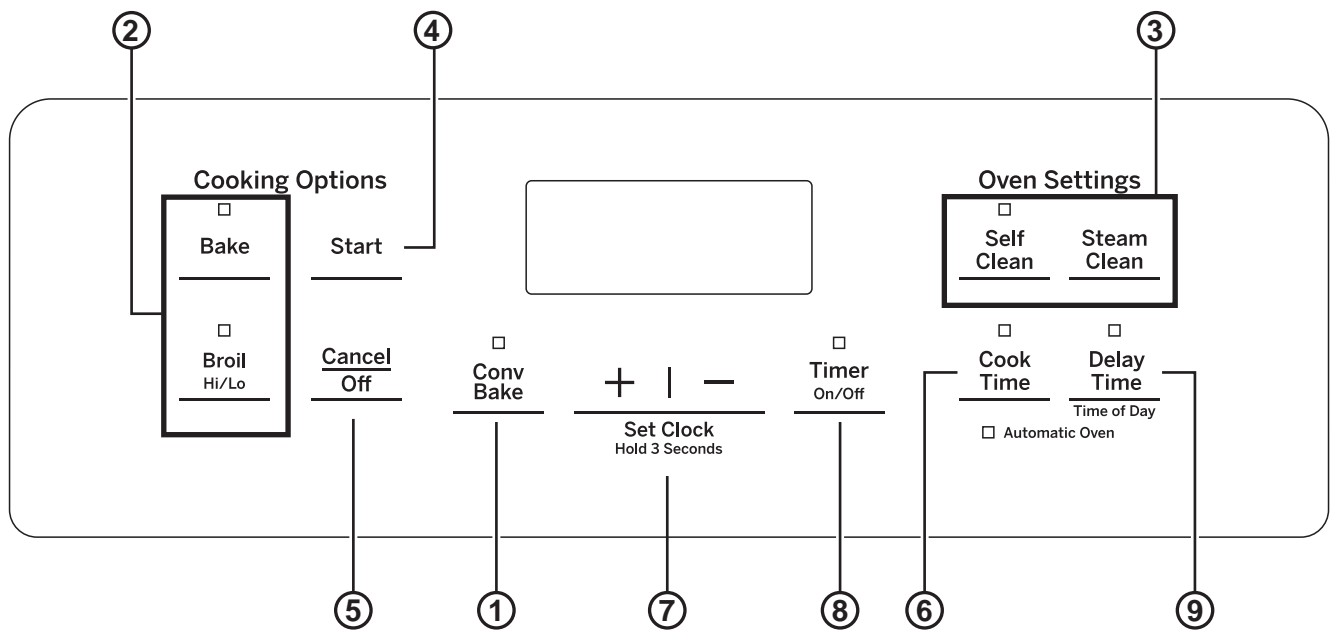 2
4
3
Cooking Options
Oven Settings
Bake
Start
Self
Clean
Steam
Clean
Broil
Hi/Lo
Cancel
Off
Conv
Bake
+ | −
Set Clock
Hold 3 Seconds
Timer
On/Off
Cook
Time
Delay
Time
Time of Day
Automatic Oven
5
1
7
8
6
9